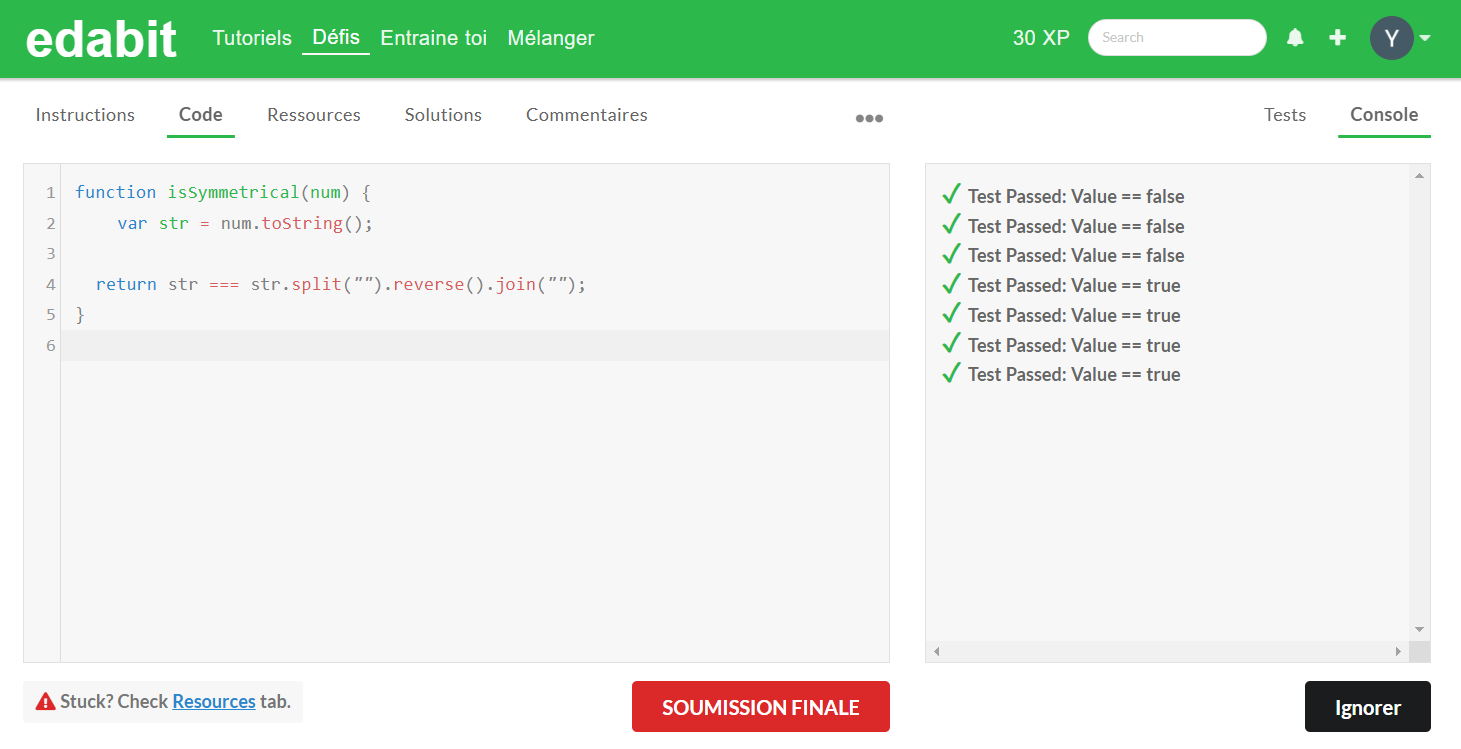 edabit Tutoriels Défis Entraine toi Mélanger 30 XP Search Y
Instructions Code Ressources Solutions Commentaires Tests Console
1 function isSymmetrical(num) {
2 var str = num.toString();
3
4 return str === str.split("").reverse().join("");
5 }
6
Test Passed: Value == false
Test Passed: Value == false
Test Passed: Value == false
Test Passed: Value == true
Test Passed: Value == true
Test Passed: Value == true
Test Passed: Value == true
Stuck? Check Resources tab. SOUMISSION FINALE Ignorer